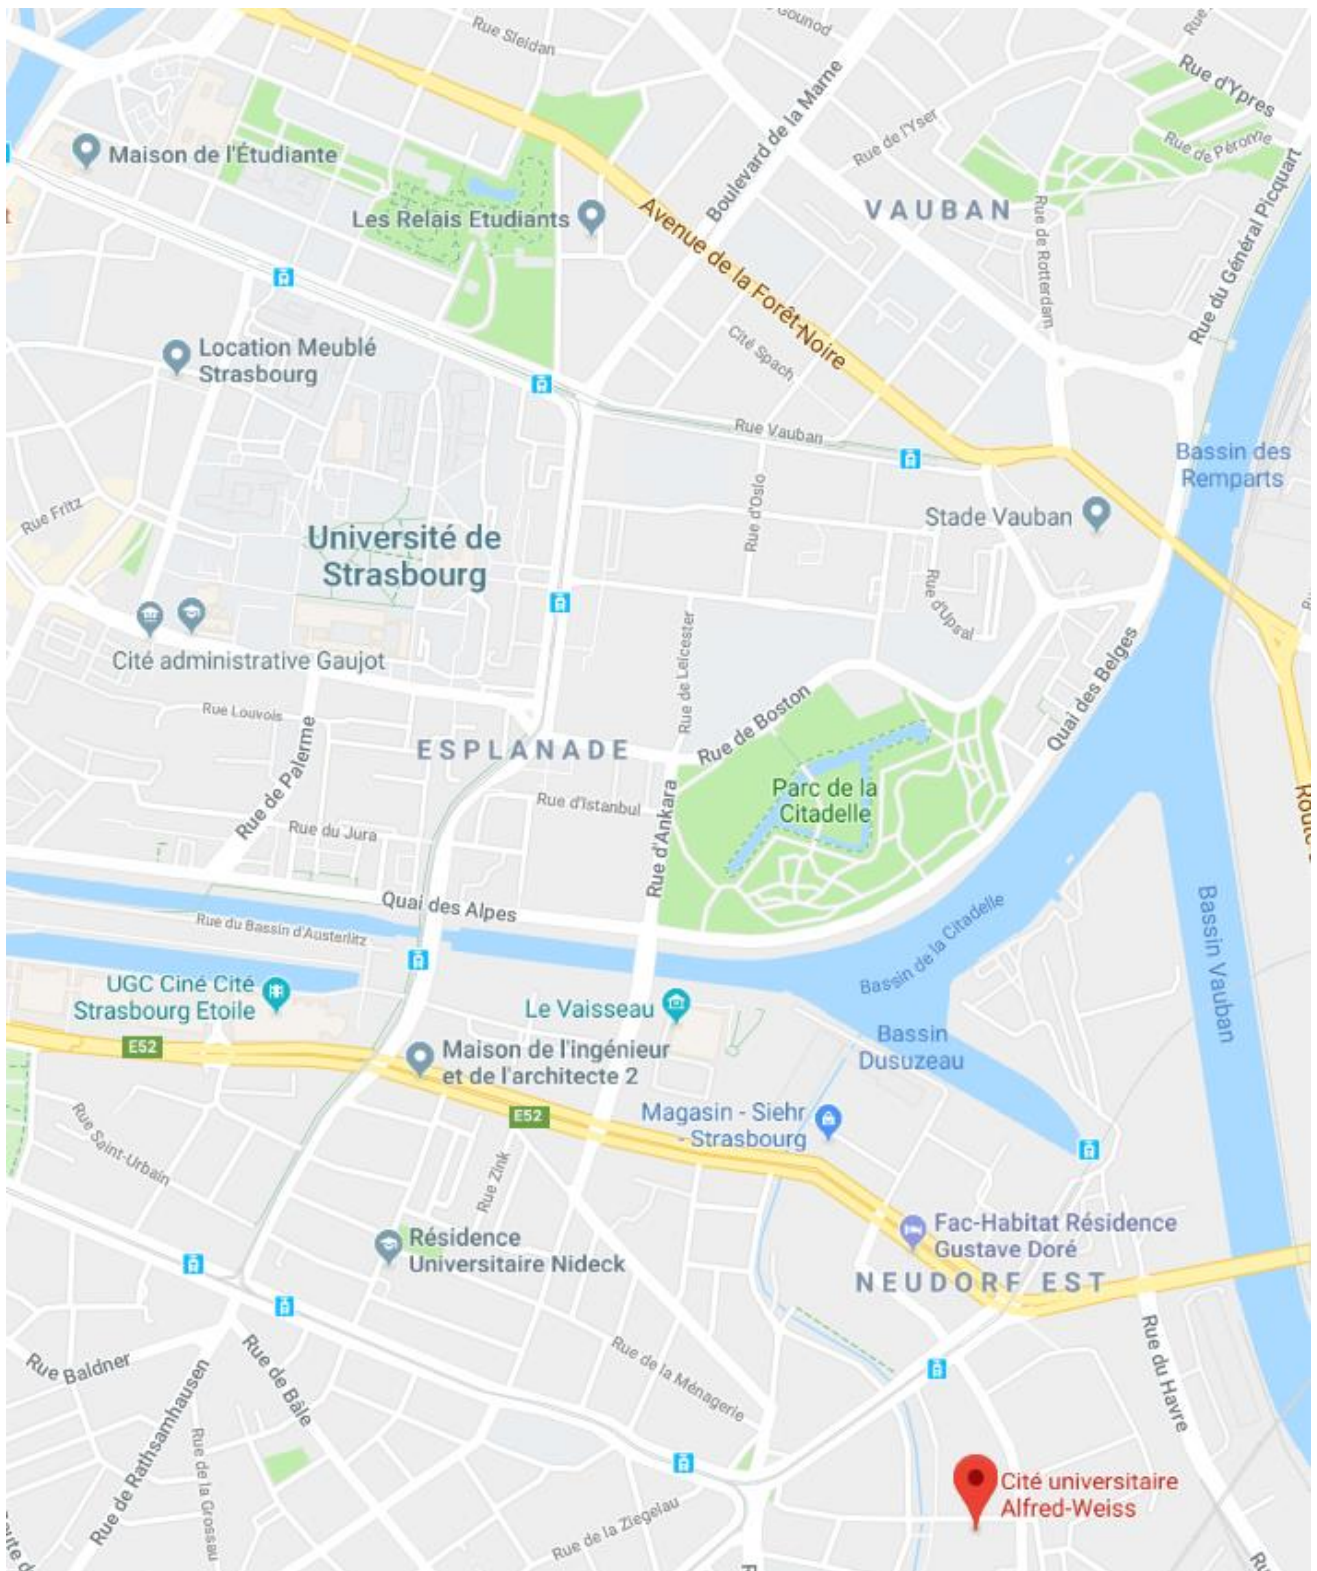 Rue Sleidan
Gounod
Boulevard de la Marne
Rue
Rue d'Ypres
Rue de l'Yser
Rue de Péronne
Maison de l'Étudiante
t
Les Relais Etudiants
Avenue de la Forêt-Noire
VAUBAN
Rue de Rotterdam
Rue du Général Picquart
Location Meublé
Strasbourg
Cité Spach
Rue Vauban
Bassin des
Remparts
Rue Fritz
Rue d'Oslo
Stade Vauban
Université de
Strasbourg
Rue d'Upsal
Cité administrative Gaujot
Rue de Leicester
Quai des Belges
Rue Louvois
Rue de Palerme
ESPLANADE
Rue de Boston
Parc de la
Citadelle
Rue d'Istanbul
Rue d'Ankara
Rue du Jura
Quai des Alpes
Rue du Bassin d'Austerlitz
Bassin de la Citadelle
Bassin Vauban
UGC Ciné Cité
Strasbourg Etoile
Le Vaisseau
Bassin
Dusuzeau
E52
Maison de l'ingénieur
et de l'architecte 2
E52
Magasin - Siehr
- Strasbourg
Rue Saint-Urbain
Rue Zink
Résidence
Universitaire Nideck
Fac-Habitat Résidence
Gustave Doré
NEUDORF EST
Rue Baldner
Rue de Bâle
Rue de la Ménagerie
Rue du Havre
Rue de Rathsamhausen
Rue de la Grossau
Cité universitaire
Alfred-Weiss
Rue de la Ziegelau